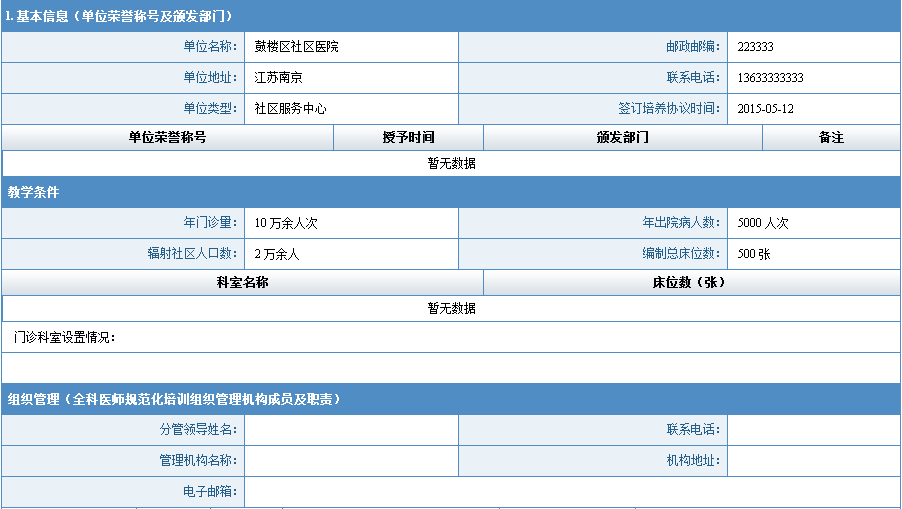 1. 基本信息（单位荣誉称号及颁发部门）
单位名称： 鼓楼区社区医院 邮政邮编： 223333
单位地址： 江苏南京 联系电话： 13633333333
单位类型： 社区服务中心 签订培养协议时间： 2015-05-12
单位荣誉称号 授予时间 颁发部门 备注
暂无数据
教学条件
年门诊量： 10 万余人次 年出院病人数： 5000 人次
辐射社区人口数： 2 万余人 编制总床位数： 500 张
科室名称 床位数（张）
暂无数据
门诊科室设置情况：
组织管理（全科医师规范化培训组织管理机构成员及职责）
分管领导姓名： 联系电话：
管理机构名称： 机构地址：
电子邮箱：